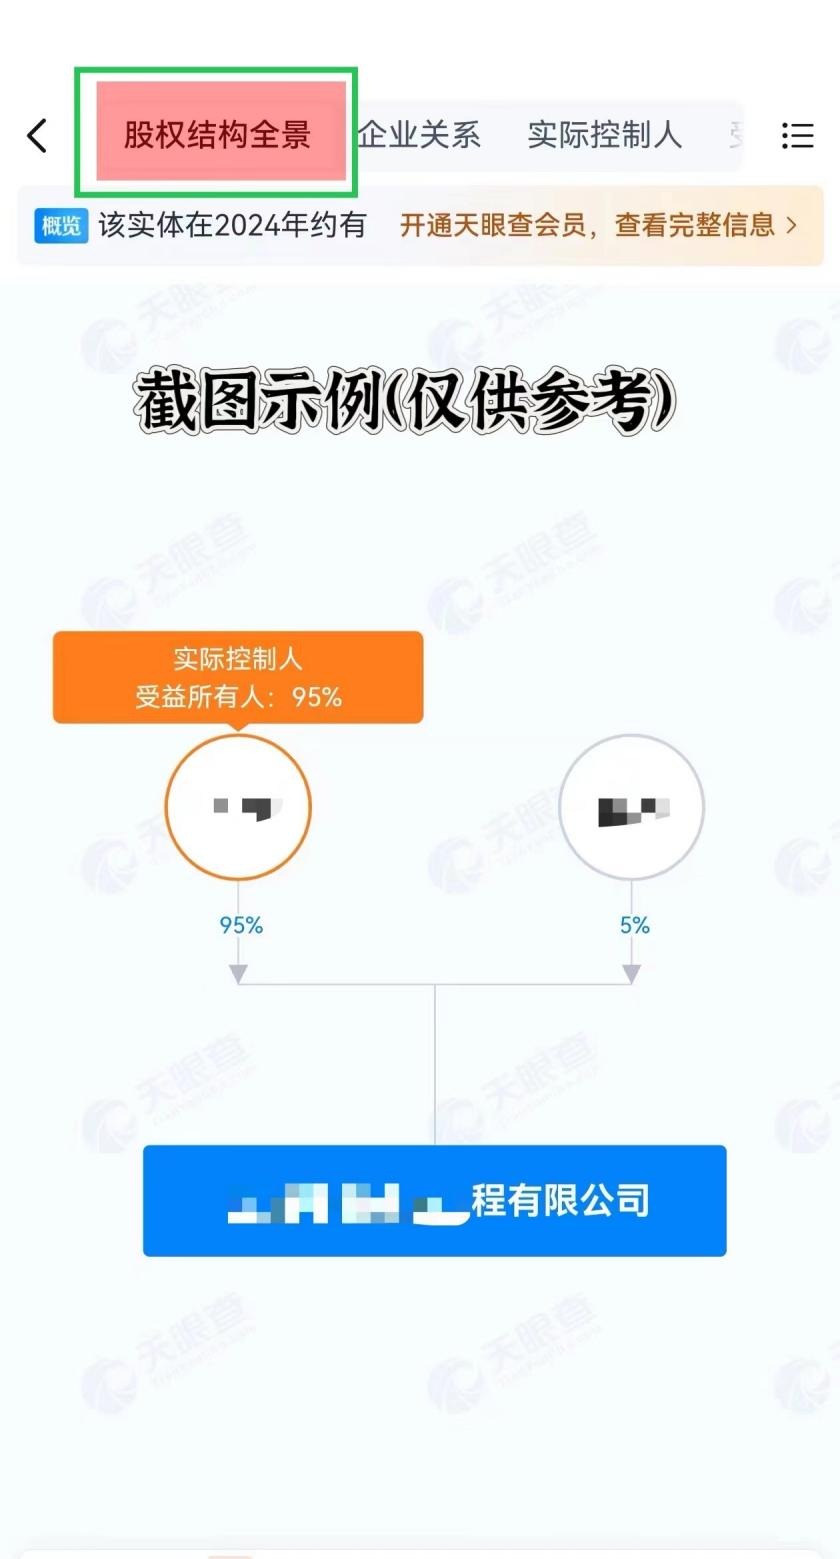 股权结构全景 企业关系 实际控制人
概览 该实体在2024年约有 开通天眼查会员，查看完整信息 >
截图示例(仅供参考)
实际控制人
受益所有人：95%
95% 5%
程有限公司
天眼查